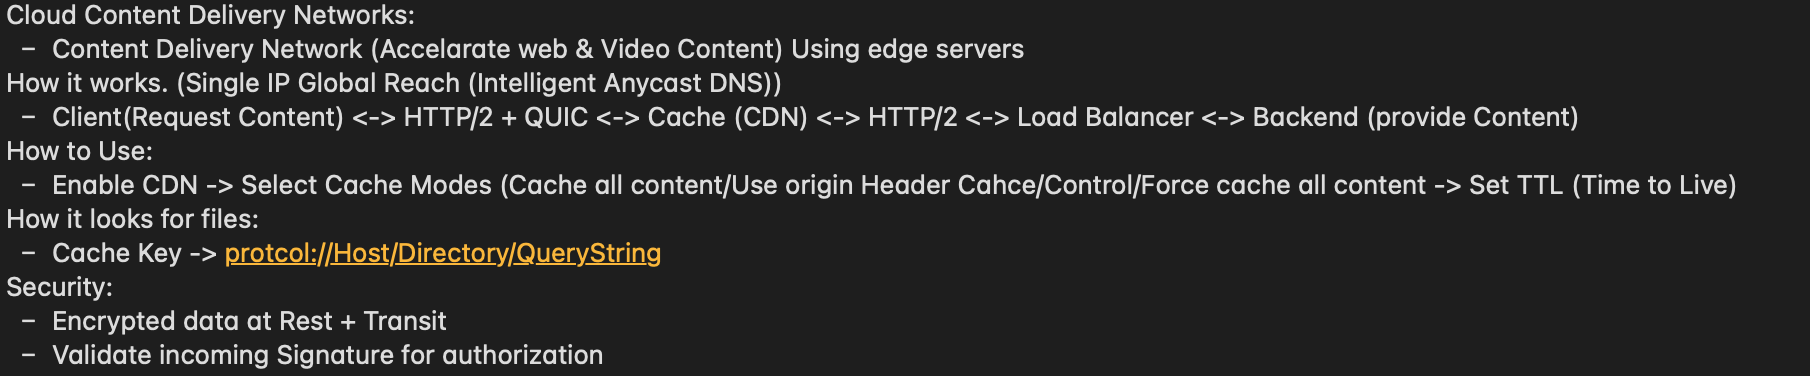 Cloud Content Delivery Networks:
– Content Delivery Network (Accelarate web & Video Content) Using edge servers
How it works. (Single IP Global Reach (Intelligent Anycast DNS))
– Client(Request Content) <-> HTTP/2 + QUIC <-> Cache (CDN) <-> HTTP/2 <-> Load Balancer <-> Backend (provide Content)
How to Use:
– Enable CDN -> Select Cache Modes (Cache all content/Use origin Header Cahce/Control/Force cache all content -> Set TTL (Time to Live)
How it looks for files:
– Cache Key -> protcol://Host/Directory/QueryString
Security:
– Encrypted data at Rest + Transit
– Validate incoming Signature for authorization